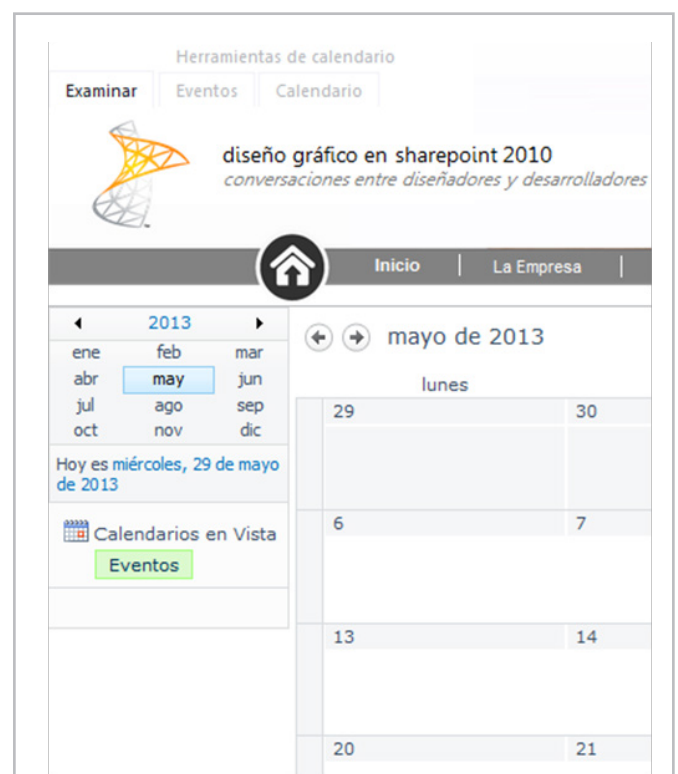 Herramientas de calendario
Examinar Eventos Calendario
diseño gráfico en sharepoint 2010
conversaciones entre diseñadores y desarrolladores
Inicio | La Empresa |
2013
ene feb mar
abr may jun
jul ago sep
oct nov dic
Hoy es miércoles, 29 de mayo
de 2013
Calendarios en Vista
Eventos
mayo de 2013
lunes
29 30
6 7
13 14
20 21